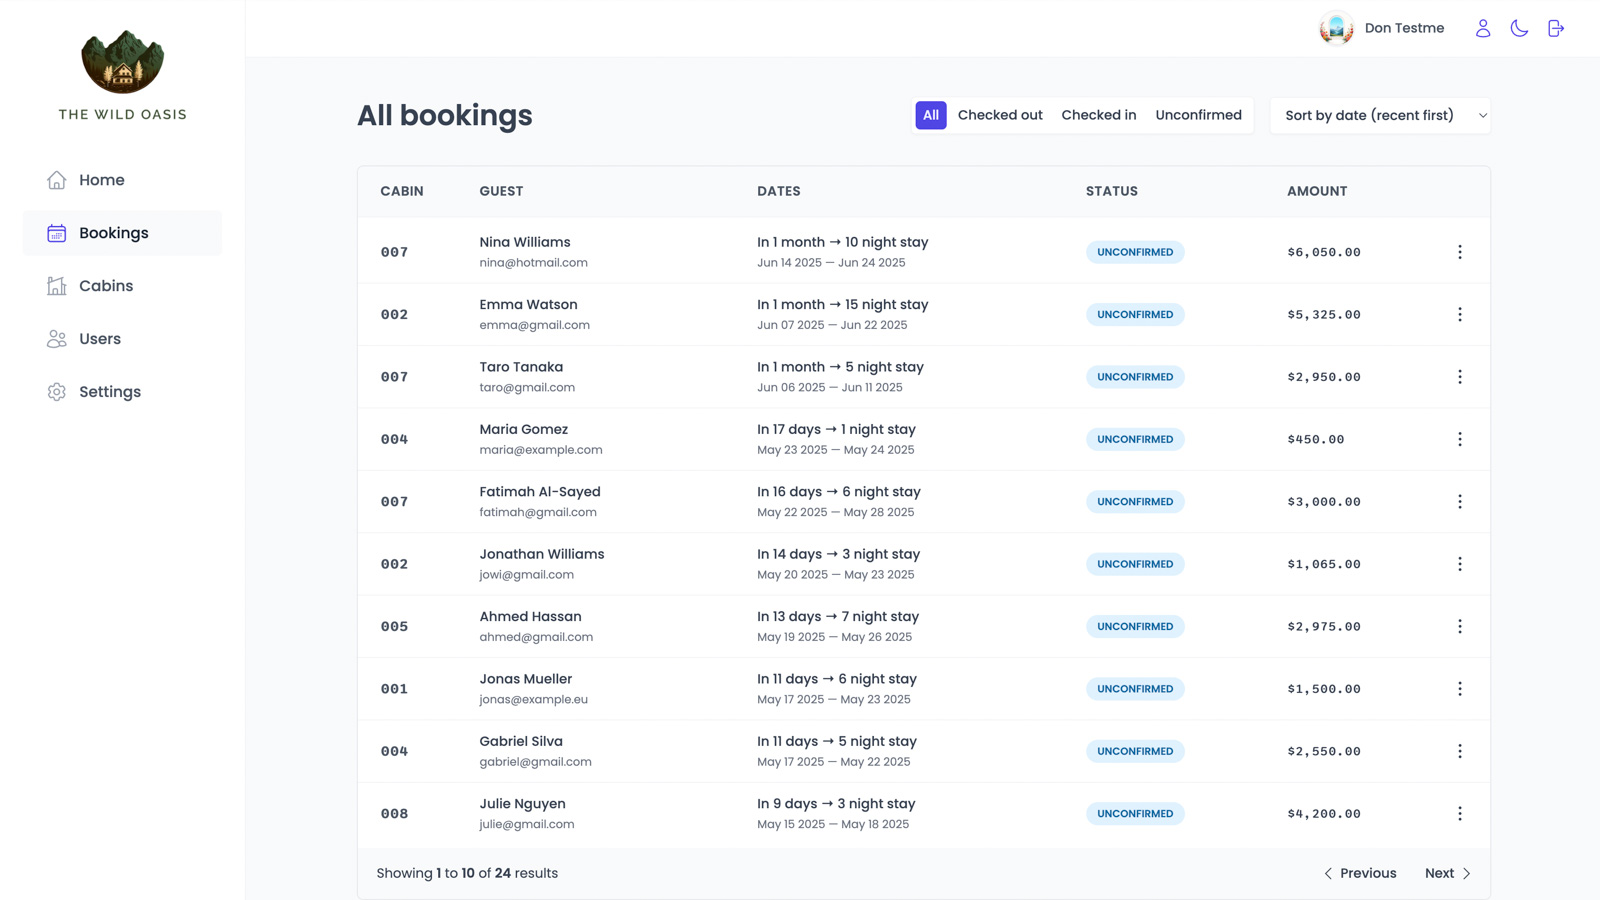 Don Testme
THE WILD OASIS
Home
Bookings
Cabins
Users
Settings
All bookings
All Checked out Checked in Unconfirmed
Sort by date (recent first)
CABIN GUEST DATES STATUS AMOUNT
007 Nina Williams In 1 month → 10 night stay UNCONFIRMED $6,050.00
nina@hotmail.com Jun 14 2025 — Jun 24 2025
002 Emma Watson In 1 month → 15 night stay UNCONFIRMED $5,325.00
emma@gmail.com Jun 07 2025 — Jun 22 2025
007 Taro Tanaka In 1 month → 5 night stay UNCONFIRMED $2,950.00
taro@gmail.com Jun 06 2025 — Jun 11 2025
004 Maria Gomez In 17 days → 1 night stay UNCONFIRMED $450.00
maria@example.com May 23 2025 — May 24 2025
007 Fatimah Al-Sayed In 16 days → 6 night stay UNCONFIRMED $3,000.00
fatimah@gmail.com May 22 2025 — May 28 2025
002 Jonathan Williams In 14 days → 3 night stay UNCONFIRMED $1,065.00
jowi@gmail.com May 20 2025 — May 23 2025
005 Ahmed Hassan In 13 days → 7 night stay UNCONFIRMED $2,975.00
ahmed@gmail.com May 19 2025 — May 26 2025
001 Jonas Mueller In 11 days → 6 night stay UNCONFIRMED $1,500.00
jonas@example.eu May 17 2025 — May 23 2025
004 Gabriel Silva In 11 days → 5 night stay UNCONFIRMED $2,550.00
gabriel@gmail.com May 17 2025 — May 22 2025
008 Julie Nguyen In 9 days → 3 night stay UNCONFIRMED $4,200.00
julie@gmail.com May 15 2025 — May 18 2025
Showing 1 to 10 of 24 results
Previous Next